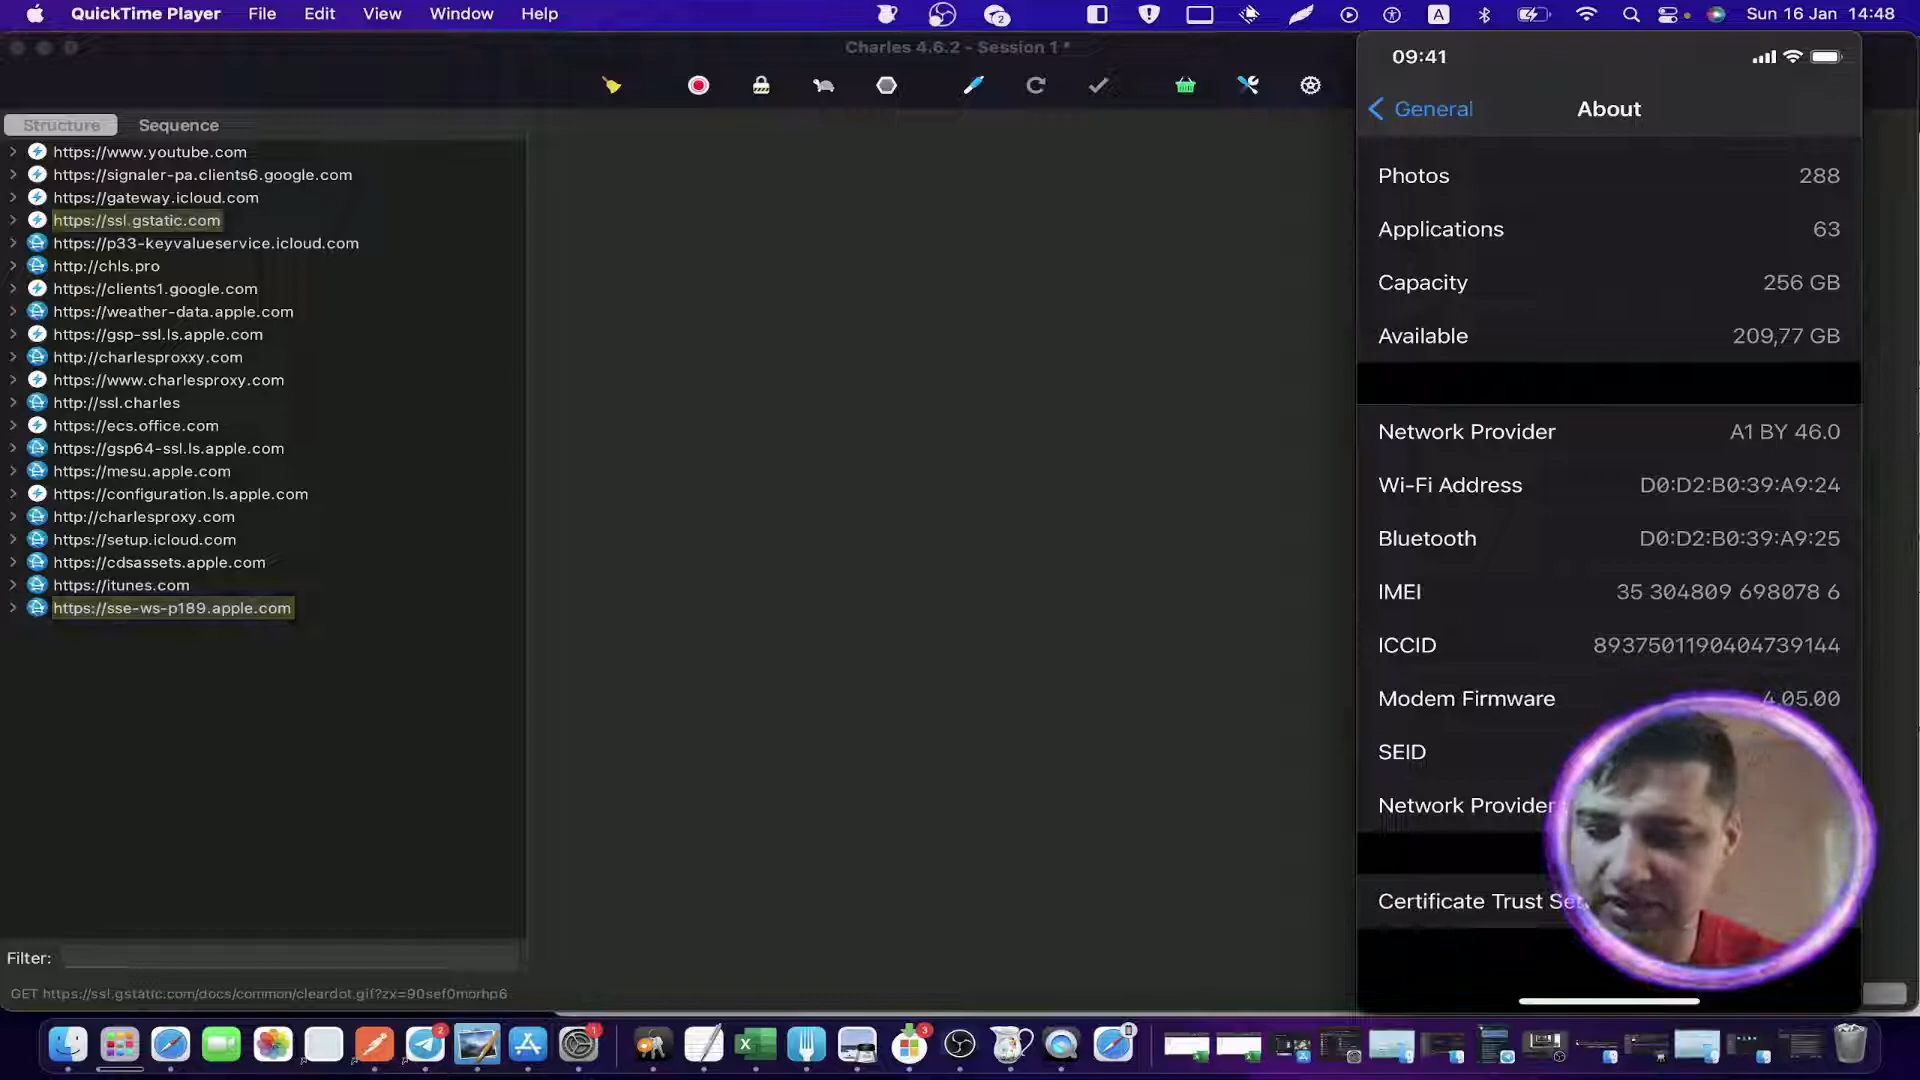 QuickTime Player File Edit View Window Help
A
Sun 16 Jan 14:48
Charles 4.6.2 - Session 1 *
Structure Sequence
https://www.youtube.com
https://signaler-pa.clients6.google.com
https://gateway.icloud.com
https://ssl.gstatic.com
https://p33-keyvalueservice.icloud.com
http://chls.pro
https://clients1.google.com
https://weather-data.apple.com
https://gsp-ssl.ls.apple.com
http://charlesproxxy.com
https://www.charlesproxy.com
http://ssl.charles
https://ecs.office.com
https://gsp64-ssl.ls.apple.com
https://mesu.apple.com
https://configuration.ls.apple.com
http://charlesproxy.com
https://setup.icloud.com
https://cdsassets.apple.com
https://itunes.com
https://sse-ws-p189.apple.com
Filter:
GET https://ssl.gstatic.com/docs/common/cleardot.gif?zx=90sef0morhp6
09:41
General About
Photos 288
Applications 63
Capacity 256 GB
Available 209,77 GB
Network Provider A1 BY 46.0
Wi-Fi Address D0:D2:B0:39:A9:24
Bluetooth D0:D2:B0:39:A9:25
IMEI 35 304809 698078 6
ICCID 8937501190404739144
Modem Firmware 4.05.00
SEID
Network Provider
Certificate Trust
2
1
3